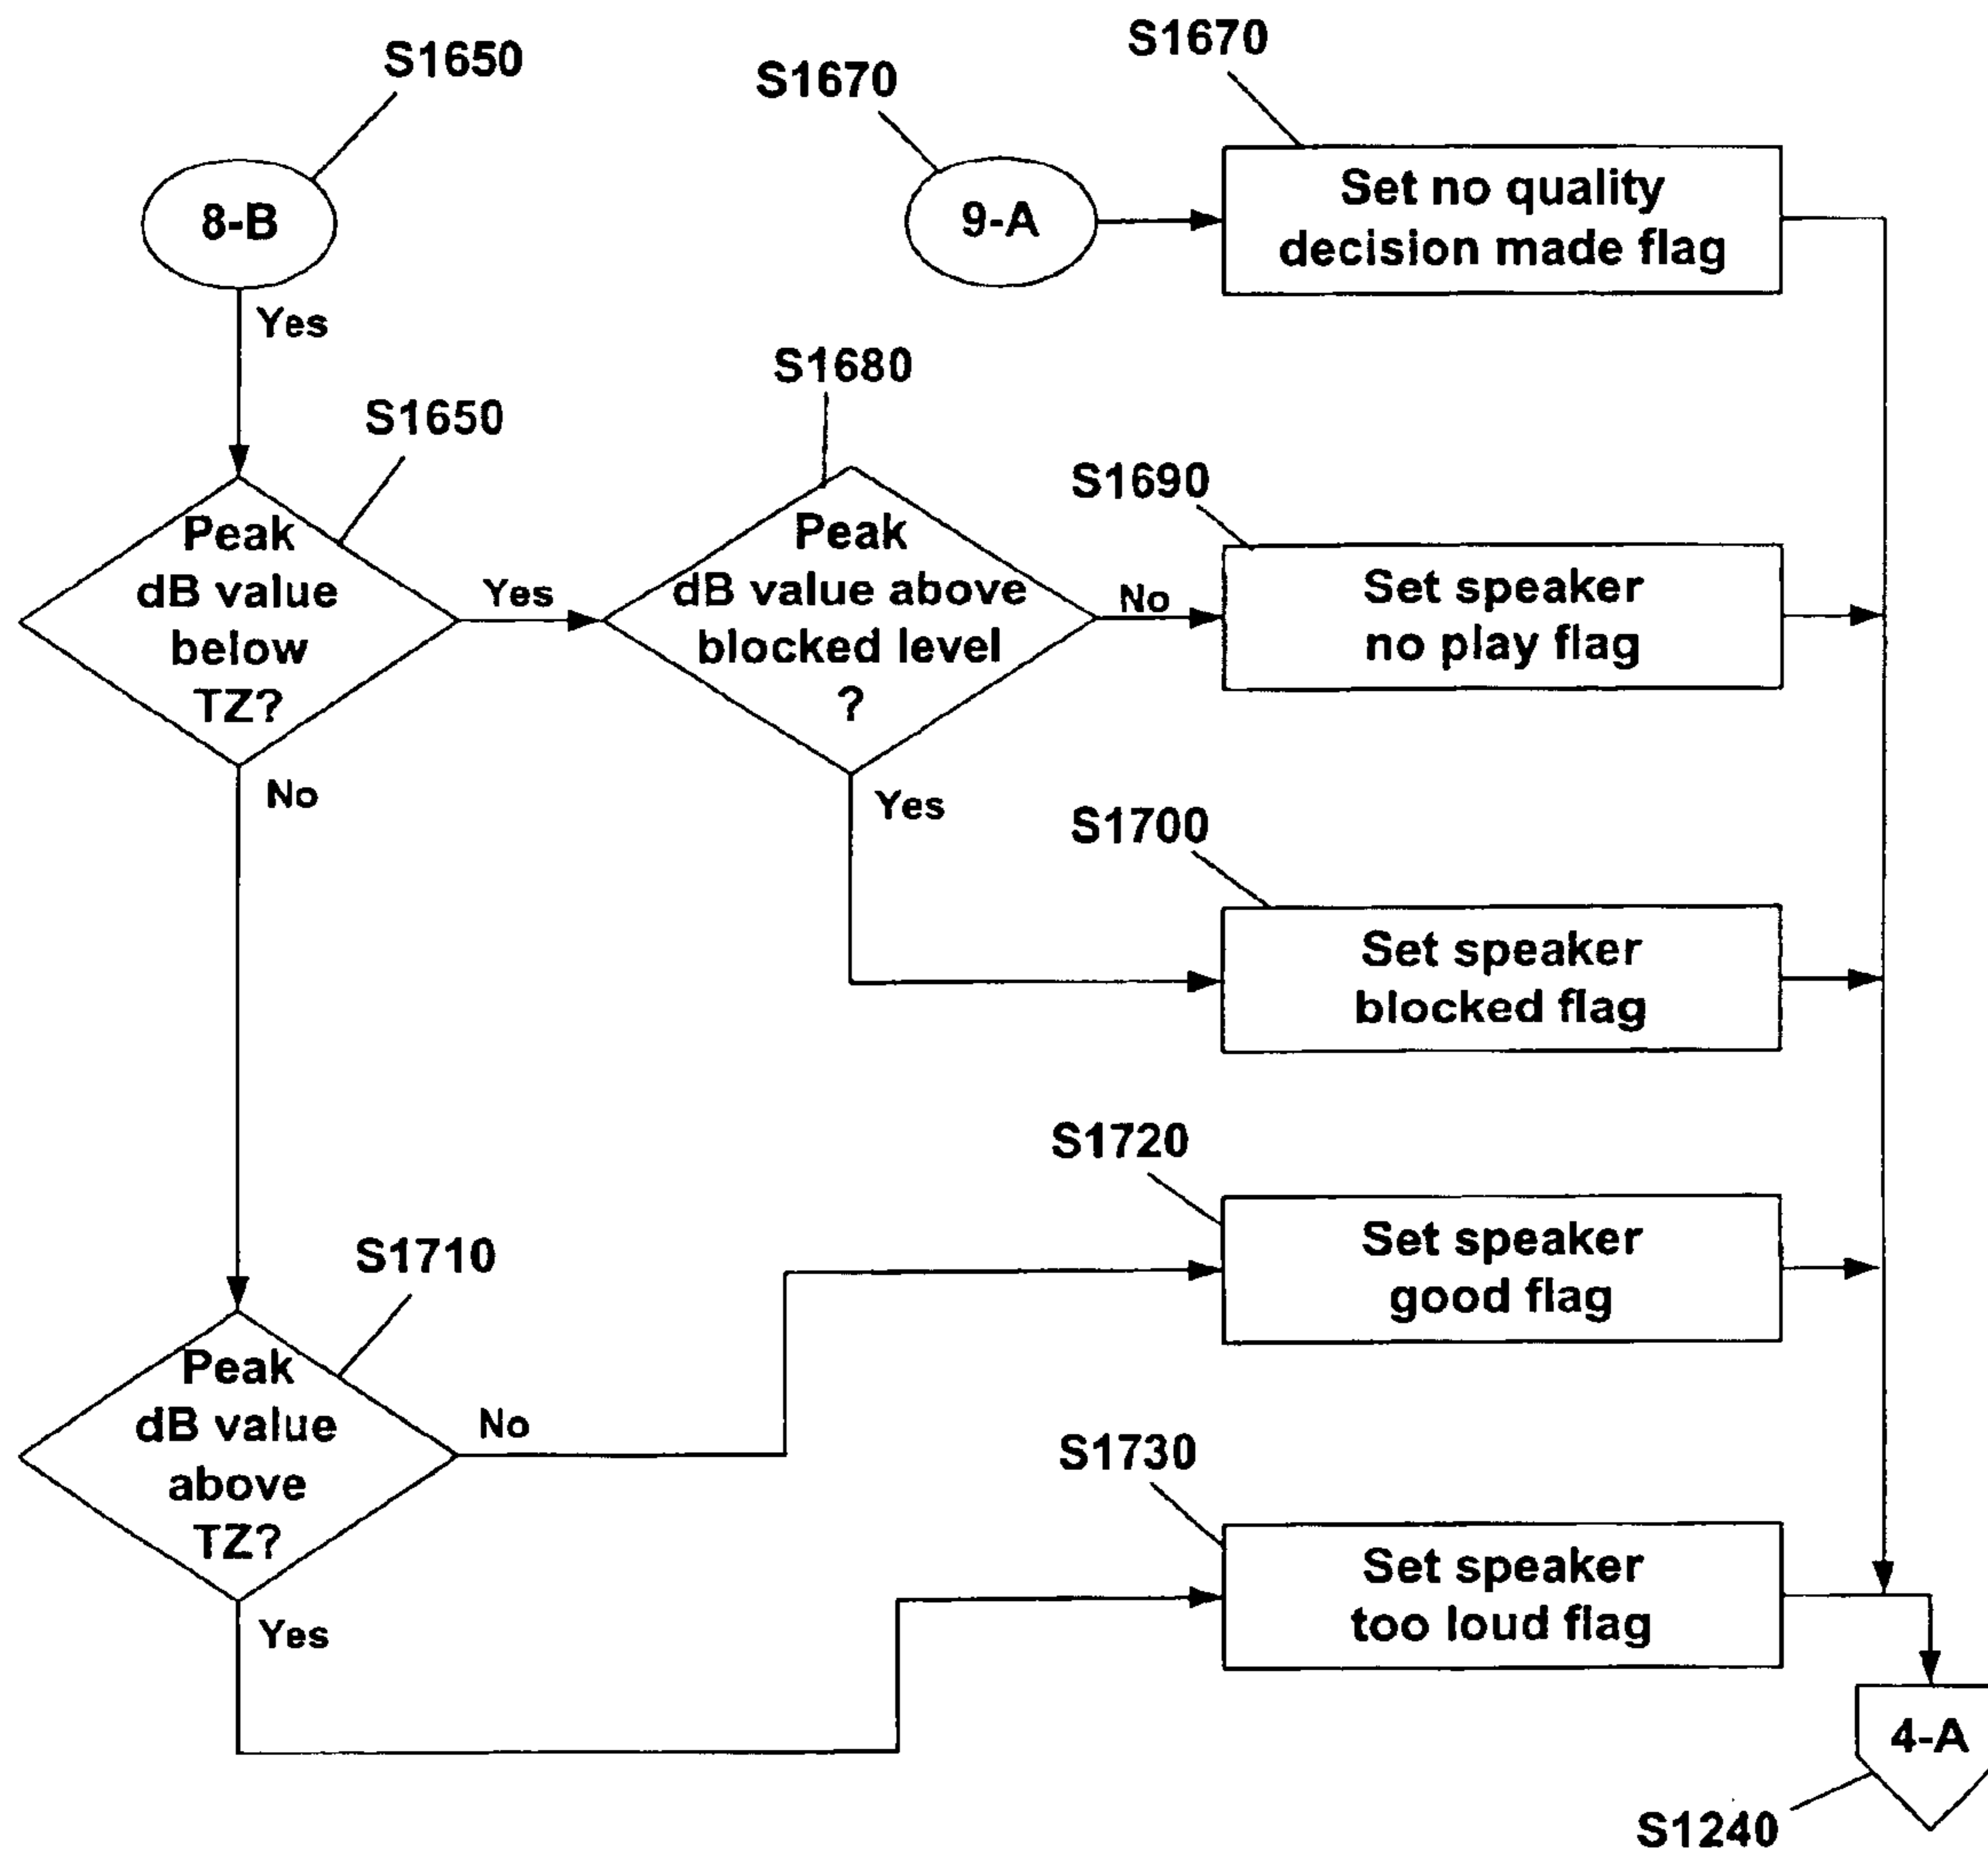 S1650
S1670
S1670
8-B
9-A
Set no quality
decision made flag
Yes
S1650
S1680
S1690
Peak
dB value
below
TZ?
Yes
Peak
dB value above
blocked level
?
No
Set speaker
no play flag
No
Yes
S1700
Set speaker
blocked flag
S1710
S1720
Peak
dB value
above
TZ?
No
Set speaker
good flag
S1730
Yes
Set speaker
too loud flag
4-A
S1240